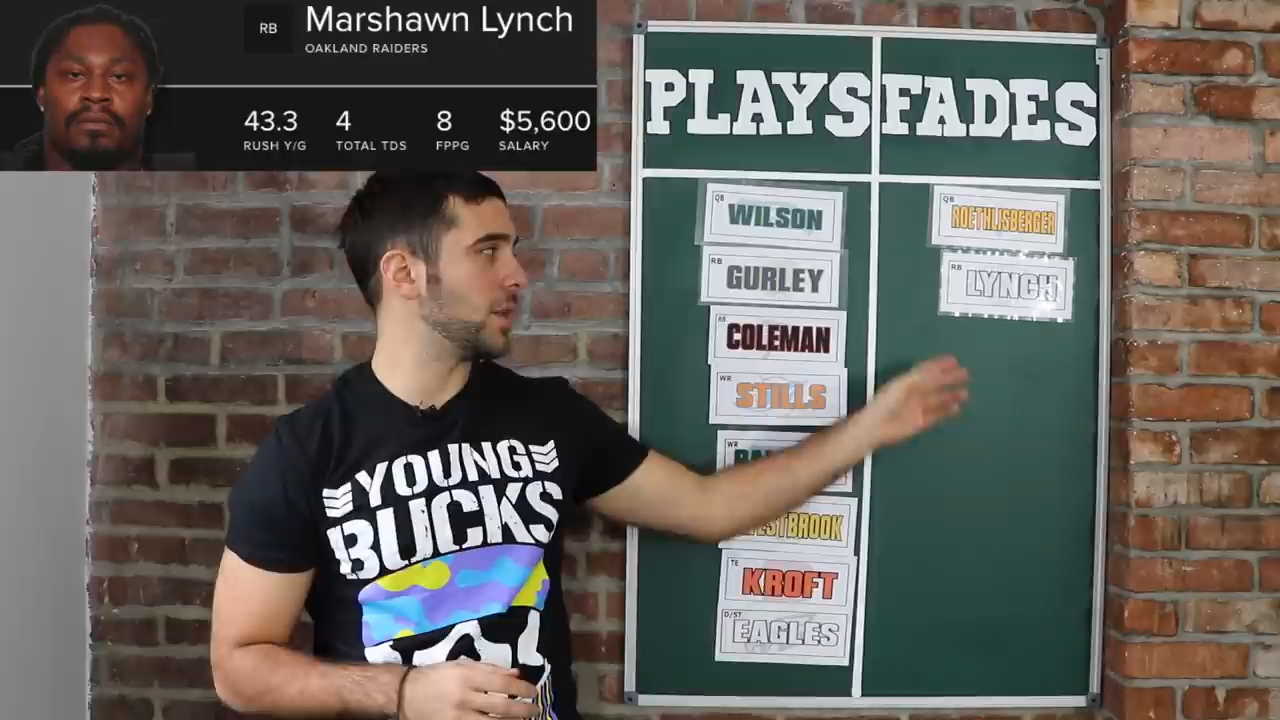 RB
Marshawn Lynch
OAKLAND RAIDERS
43.3 4 8 $5,600
RUSH Y/G TOTAL TDS FPPG SALARY
PLAYS FADES
QB
WILSON
RB
GURLEY
RB
COLEMAN
WR
STILLS
WR
TE
KROFT
D/ST
EAGLES
QB
ROETHLISBERGER
RB
LYNCH
YOUNG
BUCKS